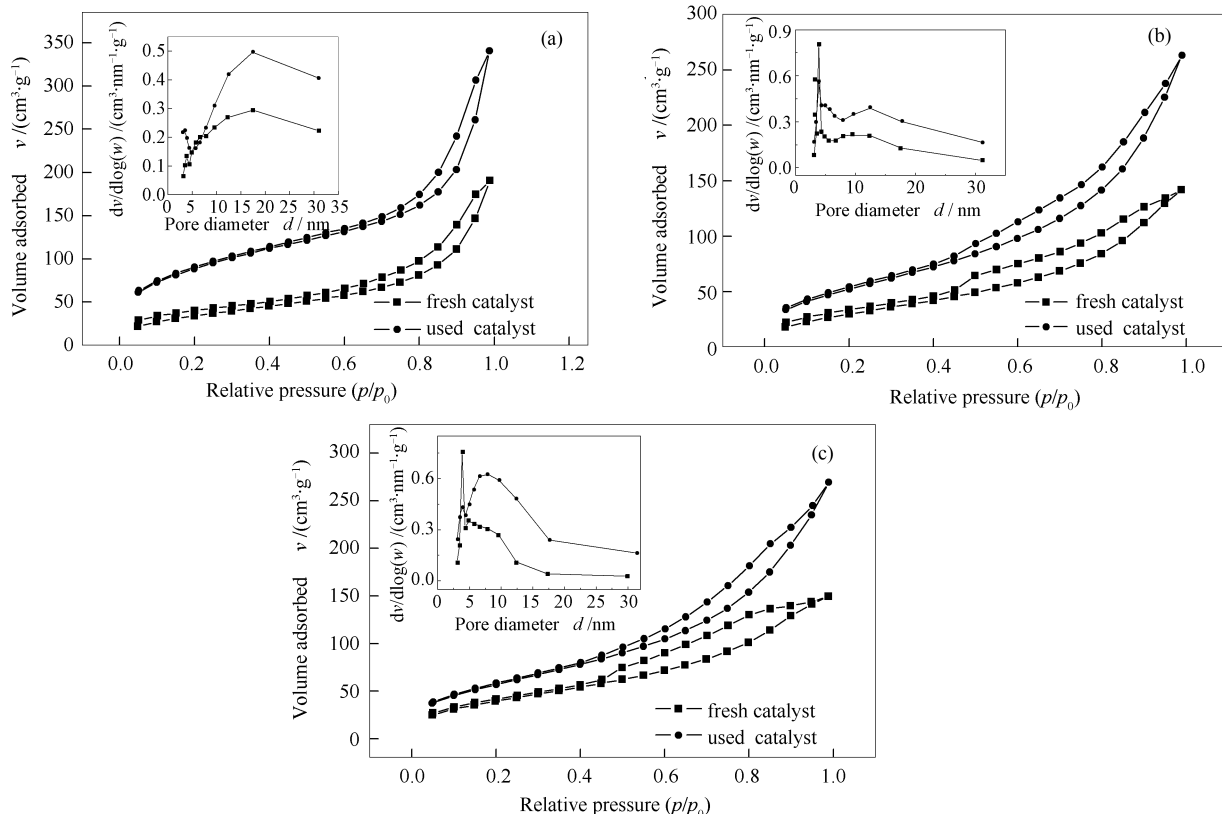 (a)
350
300
250
200
150
100
50
0
Volume adsorbed v /(cm³·g⁻¹)
0.0 0.2 0.4 0.6 0.8 1.0 1.2
Relative pressure (p/p₀)
fresh catalyst
used catalyst
dv/dlog(w) /(cm³·nm⁻¹·g⁻¹)
0.5
0.4
0.3
0.2
0.1
0.0
0 5 10 15 20 25 30 35
Pore diameter d / nm
(b)
300
250
200
150
100
50
0
Volume adsorbed v /(cm³·g⁻¹)
0.0 0.2 0.4 0.6 0.8 1.0
Relative pressure (p/p₀)
fresh catalyst
used catalyst
dv/dlog(w) /(cm³·nm⁻¹·g⁻¹)
0.9
0.6
0.3
0.0
0 5 10 15 20 25 30
Pore diameter d / nm
(c)
300
250
200
150
100
50
0
Volume adsorbed v /(cm³·g⁻¹)
0.0 0.2 0.4 0.6 0.8 1.0
Relative pressure (p/p₀)
fresh catalyst
used catalyst
dv/dlog(w) /(cm³·nm⁻¹·g⁻¹)
0.6
0.3
0.0
0 5 10 15 20 25 30
Pore diameter d /nm